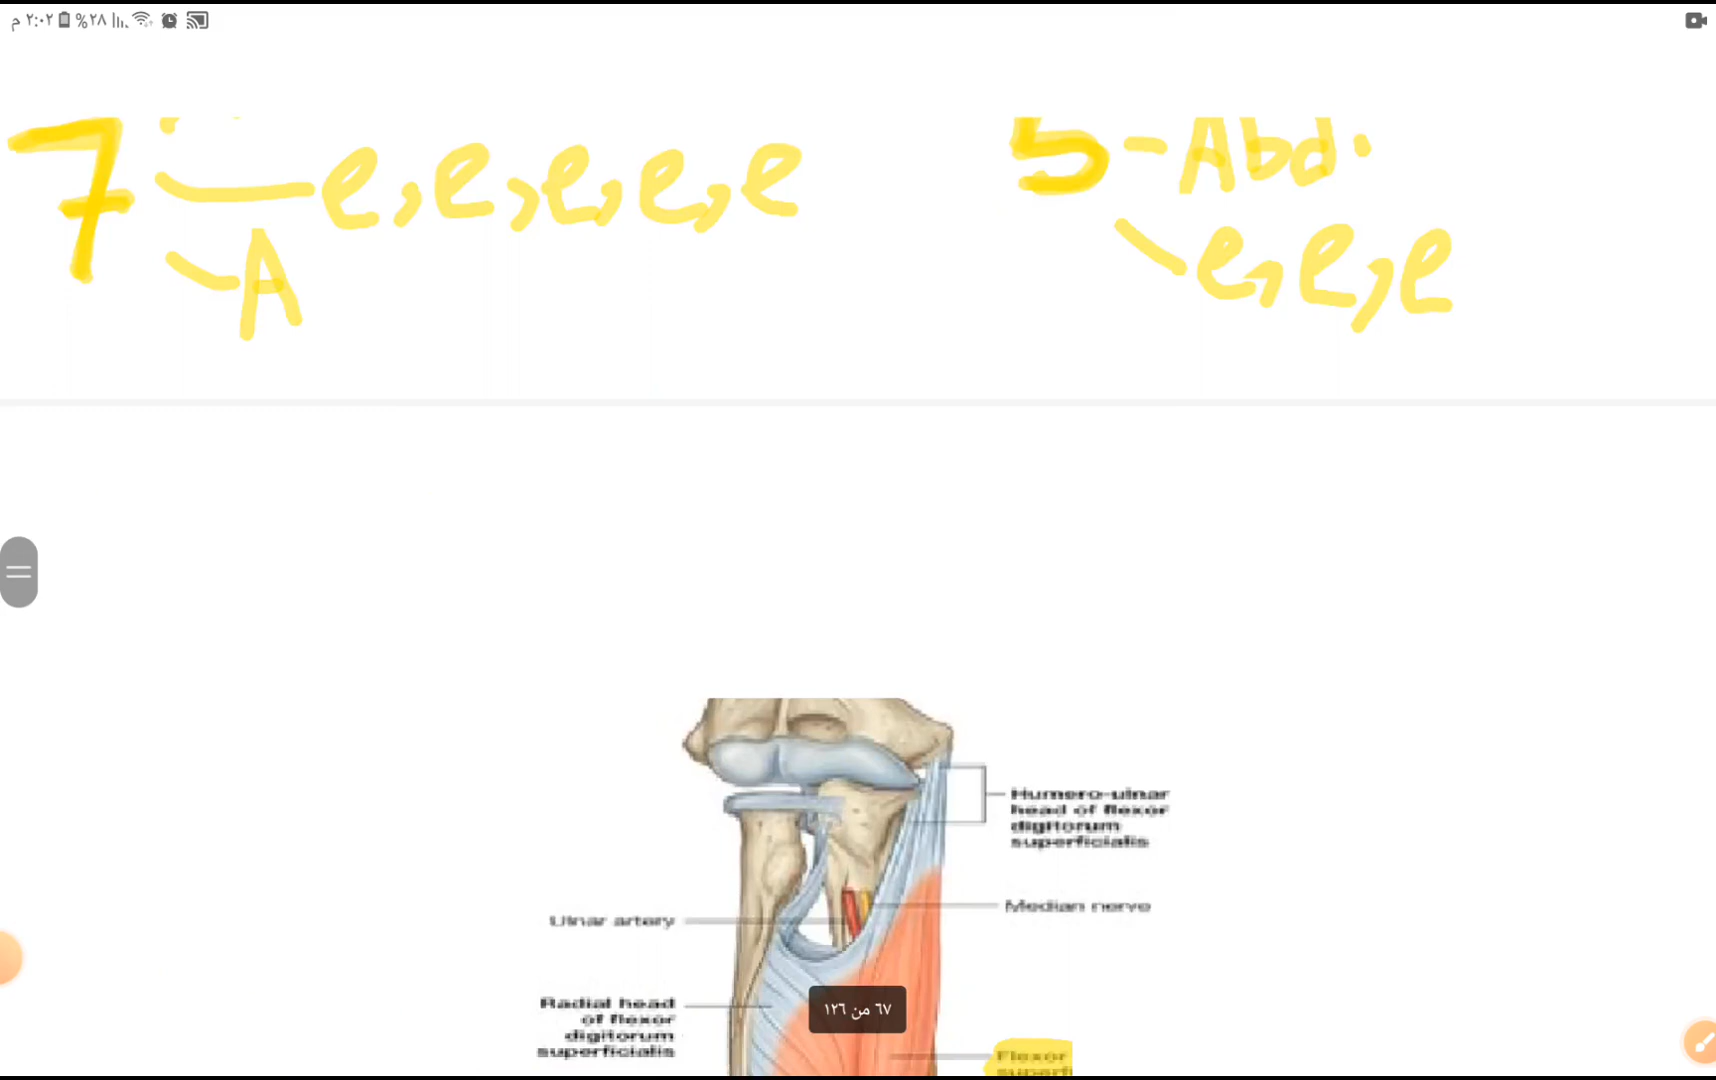 م ٢:٠٢ %٢٨
7 e, e, e, e, e
A
5 - Abd.
e, e, e
Humero-ulnar
head of flexor
digitorum
superficialis
Median nerve
Ulnar artery
Radial head
of flexor
digitorum
superficialis
٦٧ من ١٢٦
Flexor